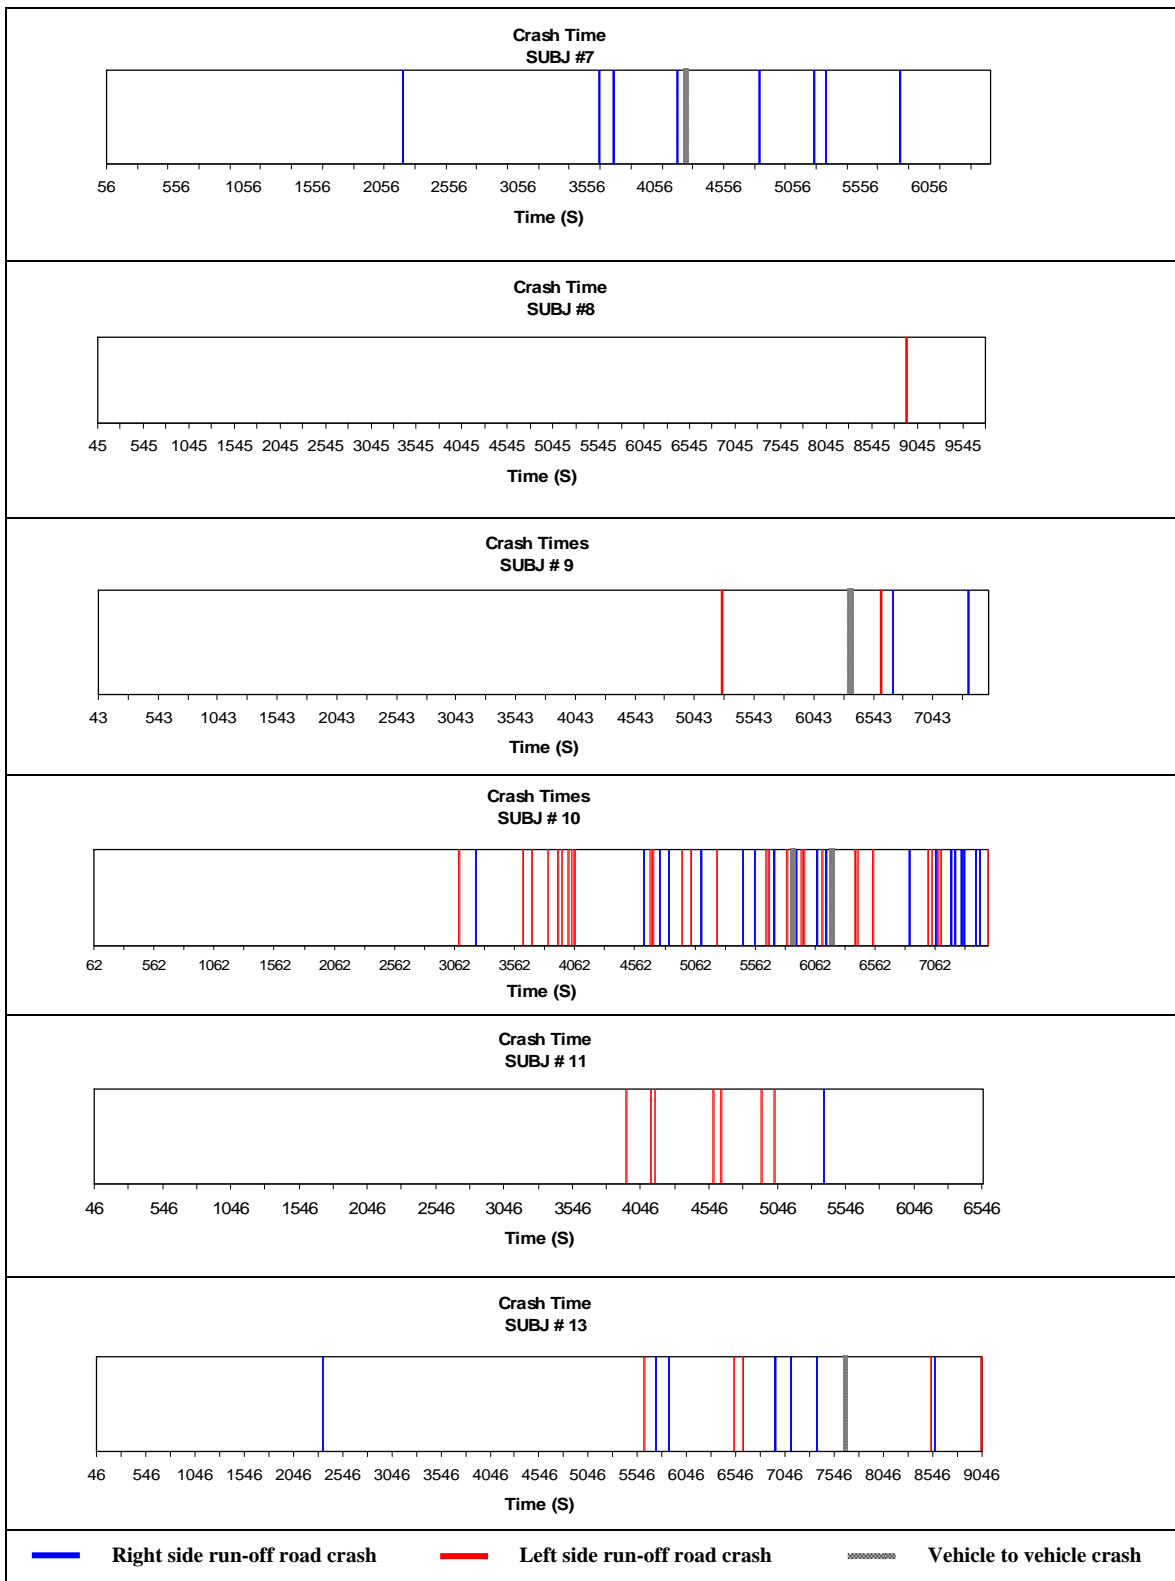 Crash Time
SUBJ #7
56 556 1056 1556 2056 2556 3056 3556 4056 4556 5056 5556 6056
Time (S)
Crash Time
SUBJ #8
45 545 1045 1545 2045 2545 3045 3545 4045 4545 5045 5545 6045 6545 7045 7545 8045 8545 9045 9545
Time (S)
Crash Times
SUBJ # 9
43 543 1043 1543 2043 2543 3043 3543 4043 4543 5043 5543 6043 6543 7043
Time (S)
Crash Times
SUBJ # 10
62 562 1062 1562 2062 2562 3062 3562 4062 4562 5062 5562 6062 6562 7062
Time (S)
Crash Time
SUBJ # 11
46 546 1046 1546 2046 2546 3046 3546 4046 4546 5046 5546 6046 6546
Time (S)
Crash Time
SUBJ # 13
46 546 1046 1546 2046 2546 3046 3546 4046 4546 5046 5546 6046 6546 7046 7546 8046 8546 9046
Time (S)
Right side run-off road crash Left side run-off road crash Vehicle to vehicle crash